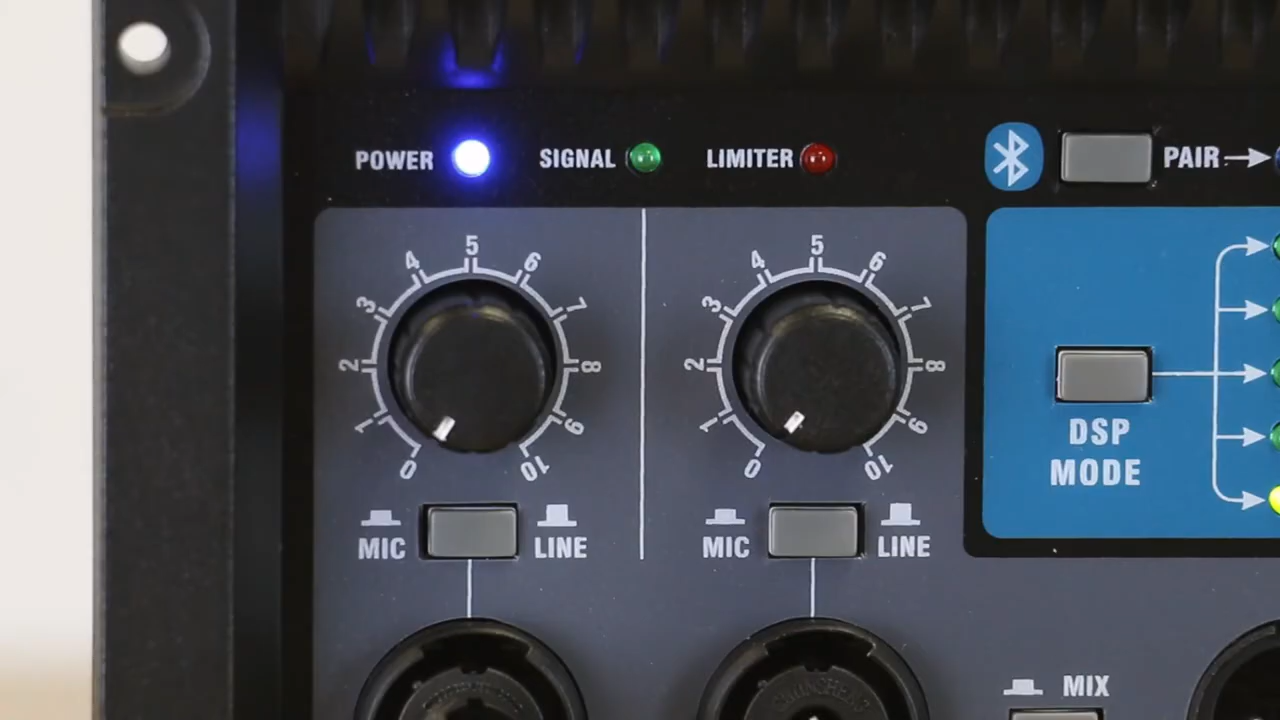 POWER SIGNAL LIMITER PAIR
0 1 2 3 4 5 6 7 8 9 10
0 1 2 3 4 5 6 7 8 9 10
DSP
MODE
MIC LINE MIC LINE
MIX